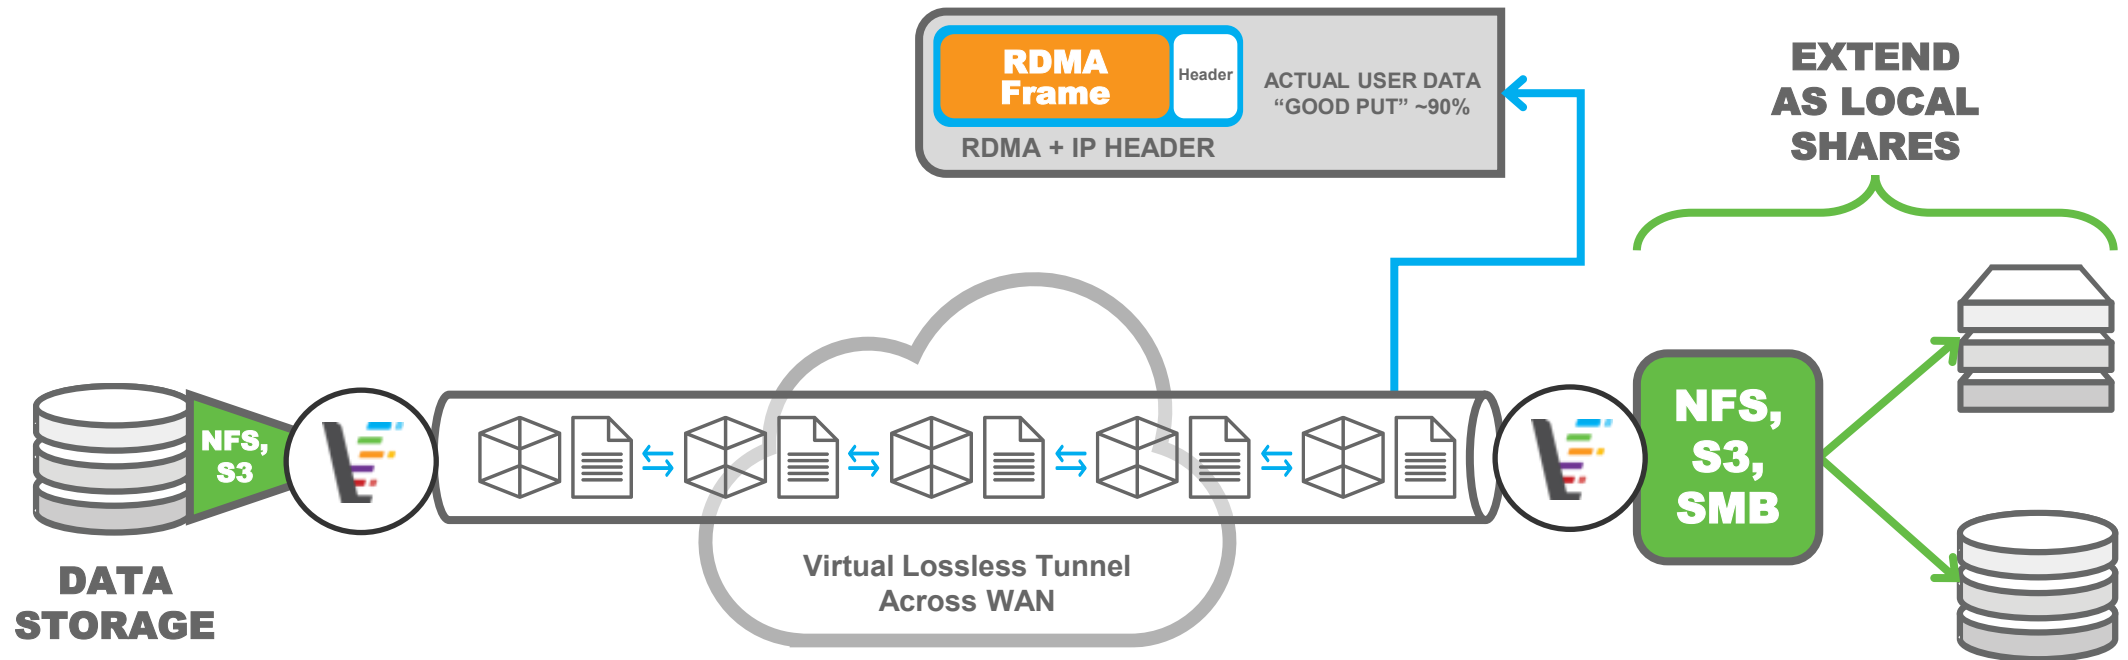 RDMA
Frame
Header
ACTUAL USER DATA
“GOOD PUT” ~90%
RDMA + IP HEADER
EXTEND
AS LOCAL
SHARES
NFS,
S3
NFS,
S3,
SMB
Virtual Lossless Tunnel
Across WAN
DATA
STORAGE